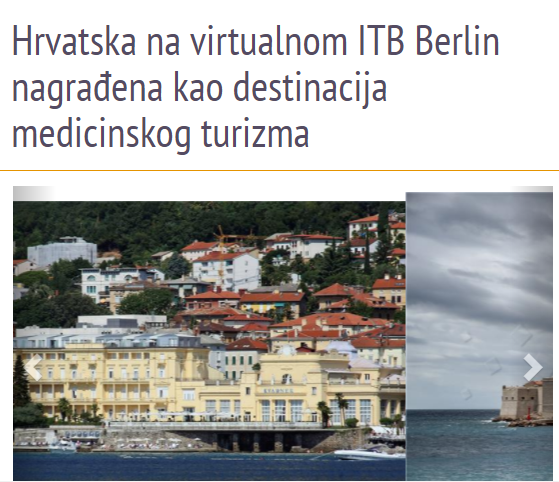 Hrvatska na virtualnom ITB Berlin
nagrađena kao destinacija
medicinskog turizma